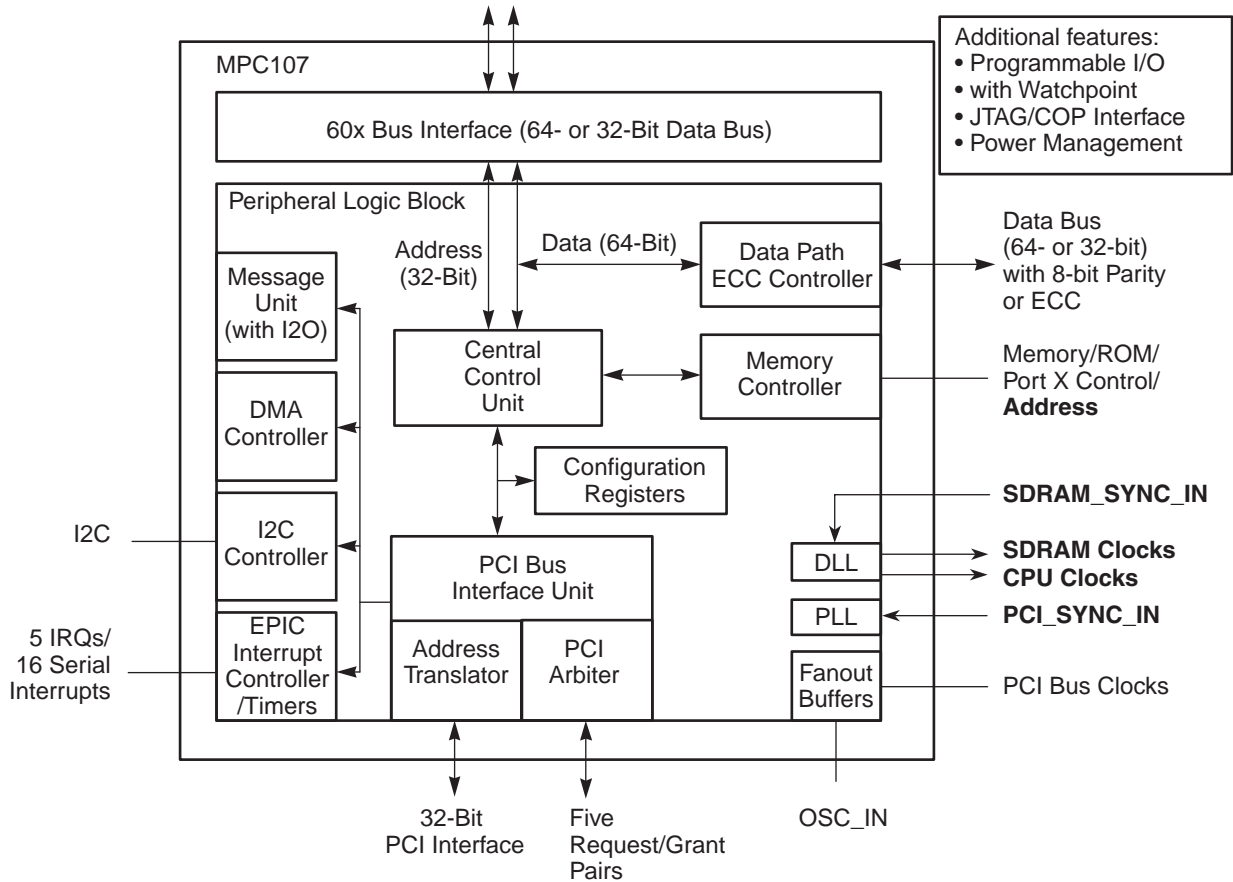 MPC107
Additional features:
• Programmable I/O
• with Watchpoint
• JTAG/COP Interface
• Power Management
60x Bus Interface (64- or 32-Bit Data Bus)
Peripheral Logic Block
Address
(32-Bit)
Data (64-Bit)
Data Path
ECC Controller
Data Bus
(64- or 32-bit)
with 8-bit Parity
or ECC
Message
Unit
(with I2O)
Central
Control
Unit
Memory
Controller
Memory/ROM/
Port X Control/
Address
DMA
Controller
Configuration
Registers
SDRAM_SYNC_IN
I2C
I2C
Controller
PCI Bus
Interface Unit
DLL
SDRAM Clocks
CPU Clocks
PLL
PCI_SYNC_IN
5 IRQs/
16 Serial
Interrupts
EPIC
Interrupt
Controller
/Timers
Address
Translator
PCI
Arbiter
Fanout
Buffers
PCI Bus Clocks
32-Bit
PCI Interface
Five
Request/Grant
Pairs
OSC_IN